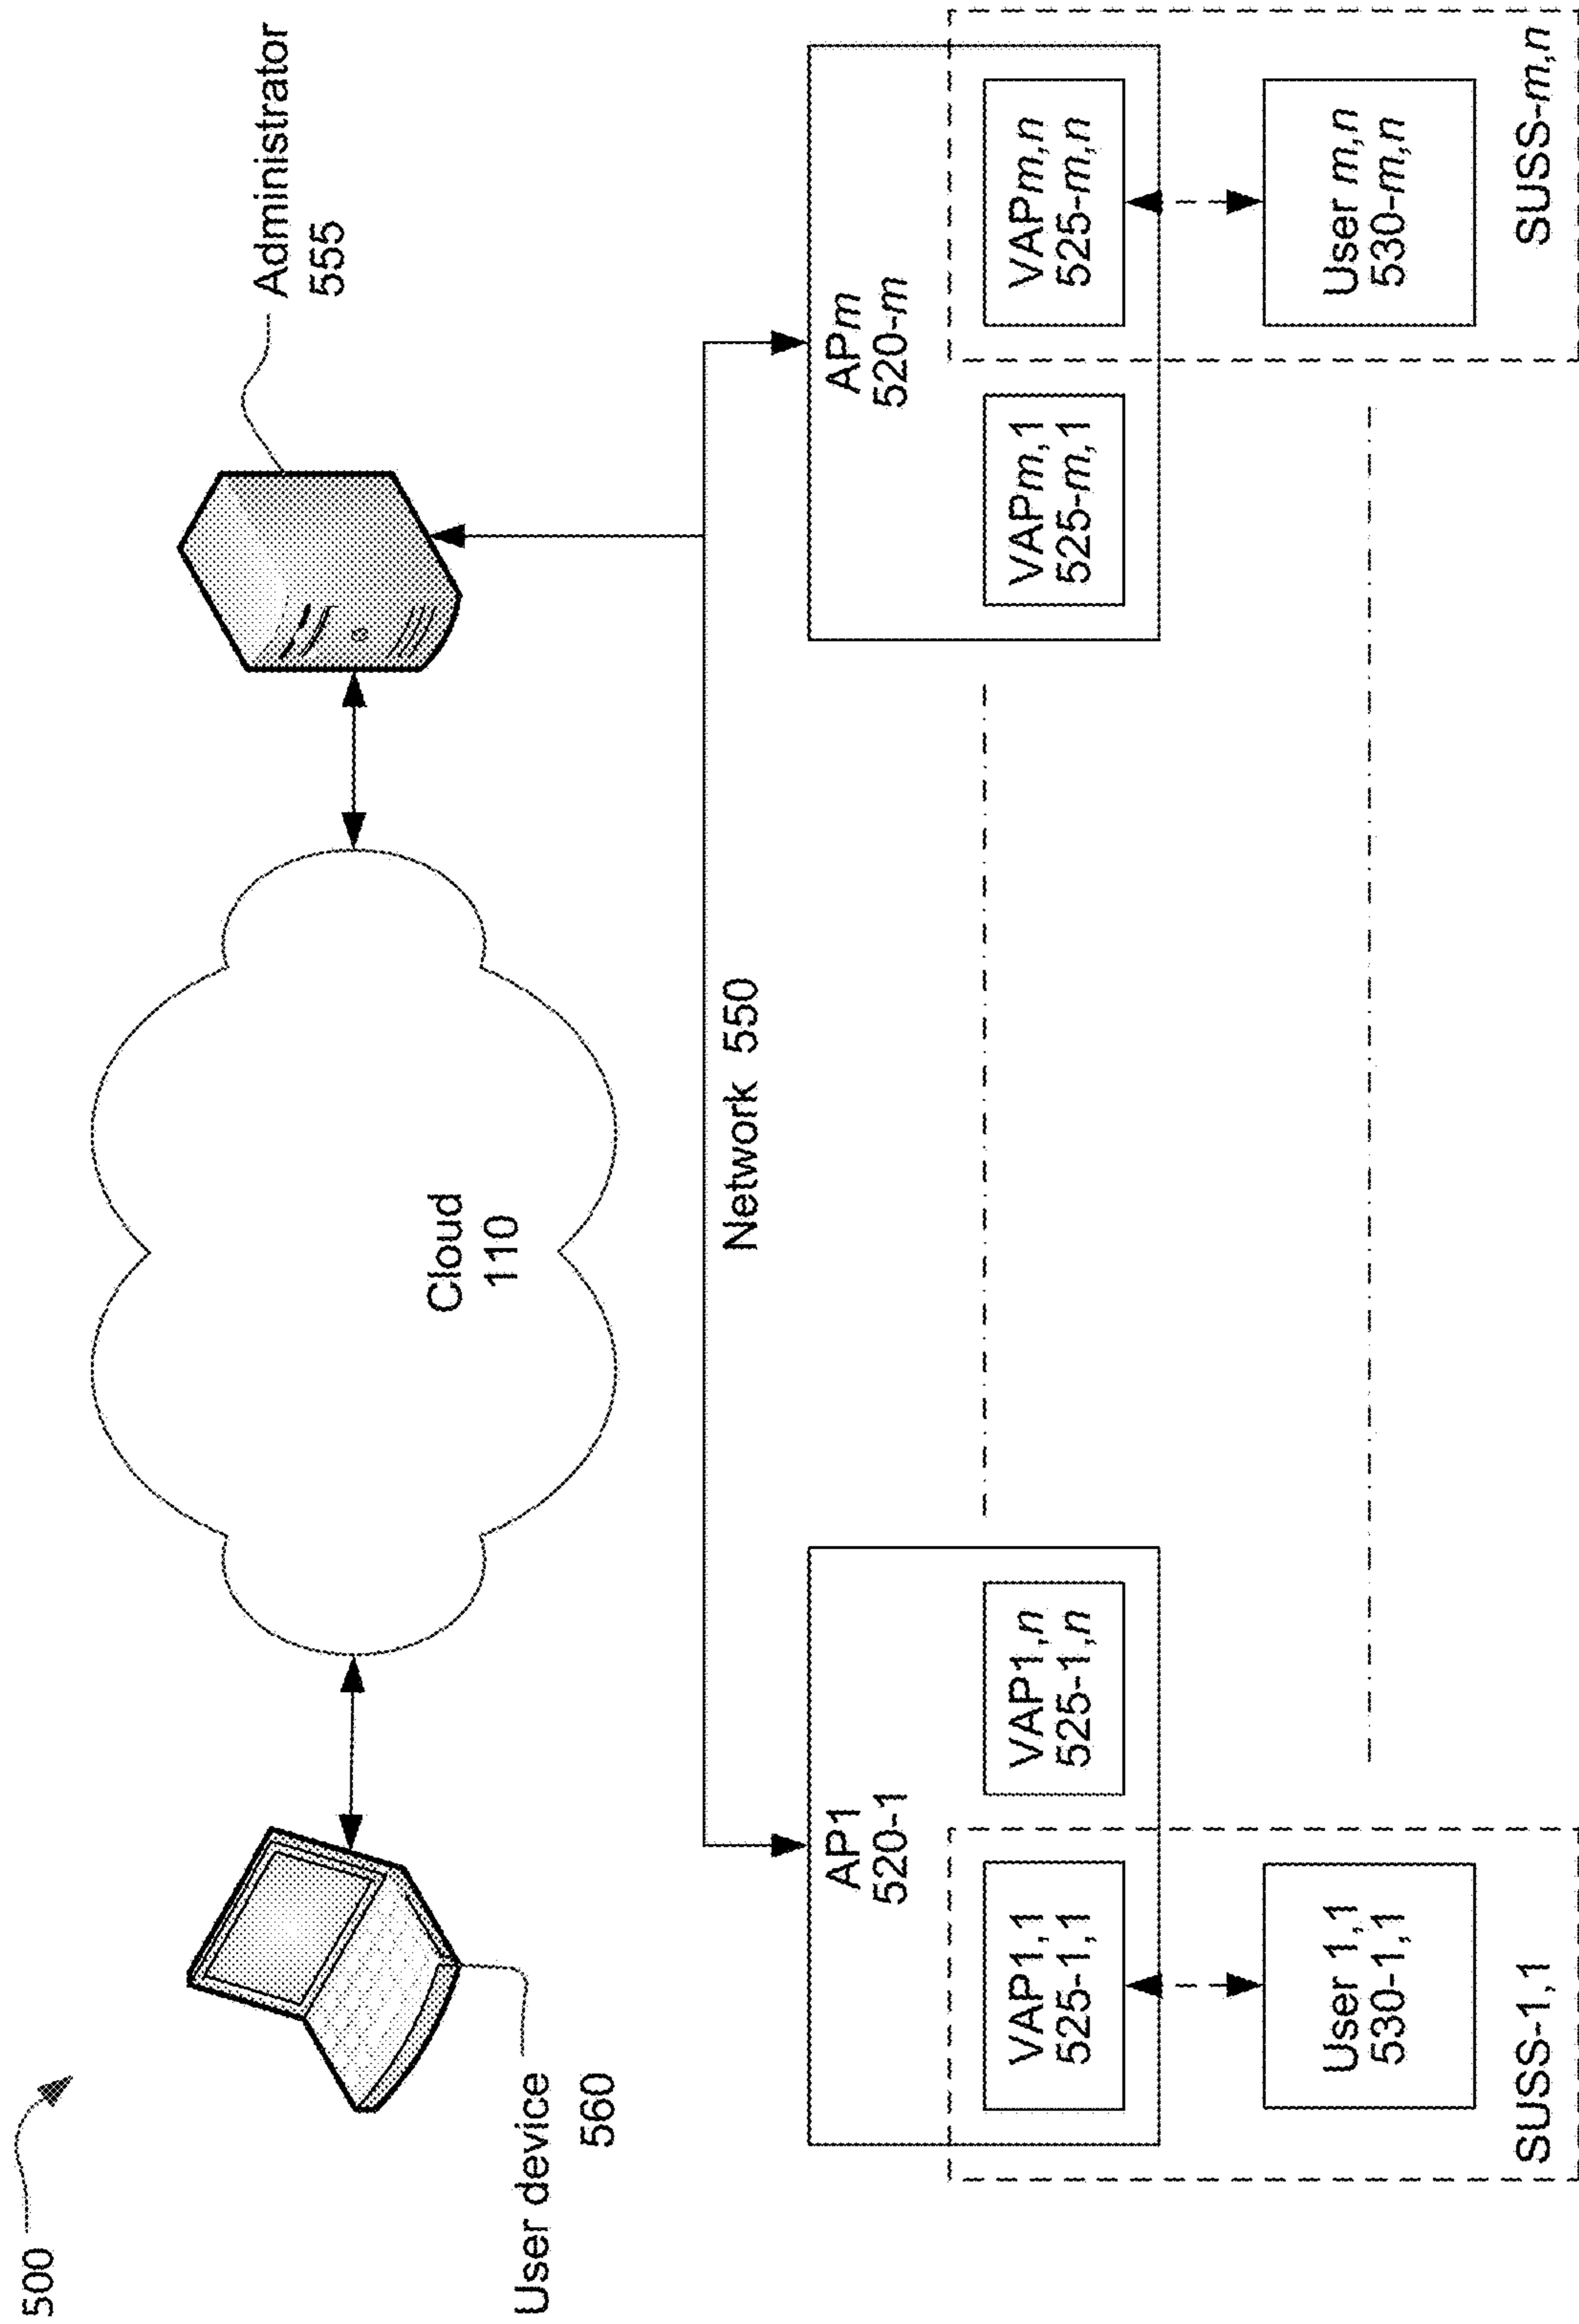 500
Administrator
555
User device
560
Cloud
110
Network 550
AP1
520-1
VAP1,1
525-1,1
VAP1,n
525-1,n
APm
520-m
VAPm,1
525-m,1
VAPm,n
525-m,n
User 1,1
530-1,1
SUSS-1,1
User m,n
530-m,n
SUSS-m,n